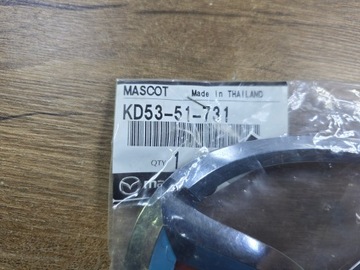 MASCOT Made in THAILAND
KD53-51-731
QTY 1